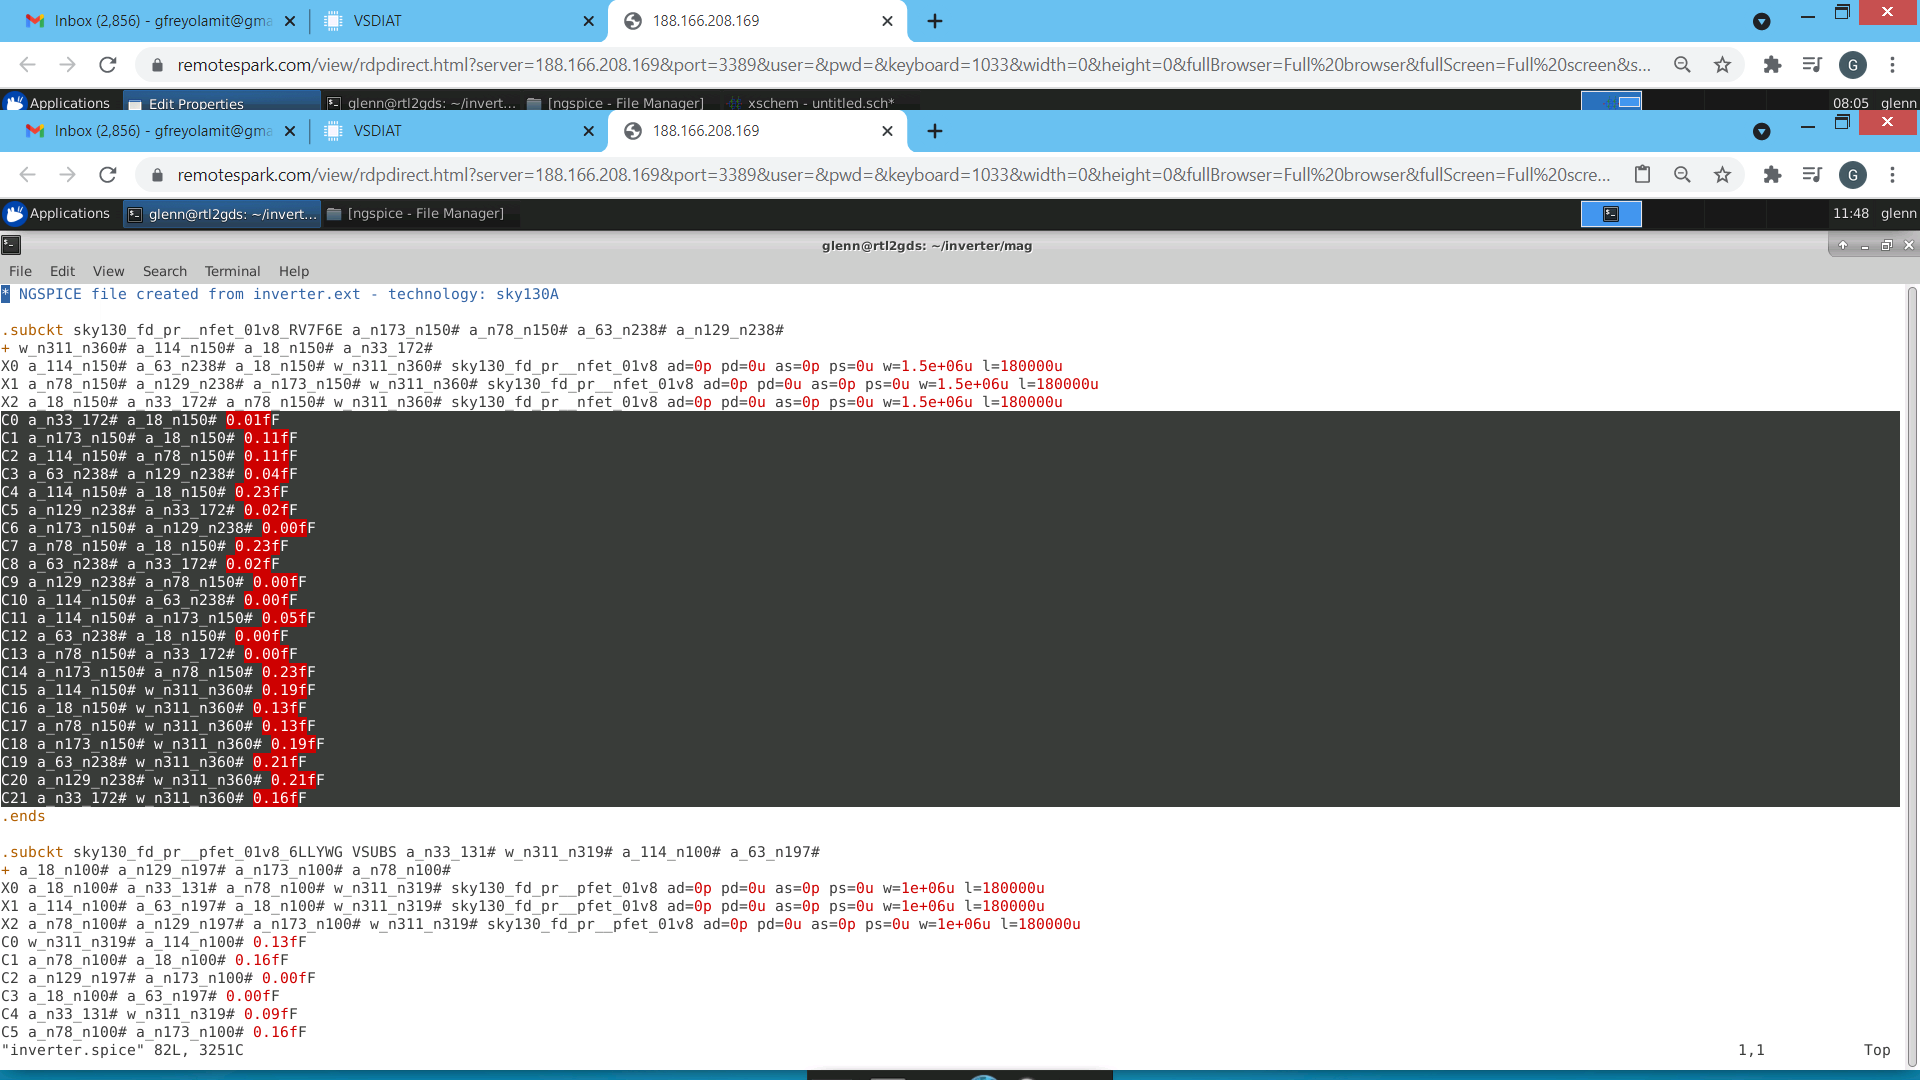 Inbox (2,856) - gfreyolamit@gma
VSDIAT
188.166.208.169
remotespark.com/view/rdpdirect.html?server=188.166.208.169&port=3389&user=&pwd=&keyboard=1033&width=0&height=0&fullBrowser=Full%20browser&fullScreen=Full%20screen&s...
G
Applications
Edit Properties
glenn@rtl2gds: ~/invert...
[ngspice - File Manager]
xschem - untitled.sch*
08:05 glenn
Inbox (2,856) - gfreyolamit@gma
VSDIAT
188.166.208.169
remotespark.com/view/rdpdirect.html?server=188.166.208.169&port=3389&user=&pwd=&keyboard=1033&width=0&height=0&fullBrowser=Full%20browser&fullScreen=Full%20scre...
G
Applications
glenn@rtl2gds: ~/invert...
[ngspice - File Manager]
11:48 glenn
glenn@rtl2gds: ~/inverter/mag
File Edit View Search Terminal Help
* NGSPICE file created from inverter.ext - technology: sky130A
.subckt sky130_fd_pr__nfet_01v8_RV7F6E a_n173_n150# a_n78_n150# a_63_n238# a_n129_n238#
+ w_n311_n360# a_114_n150# a_18_n150# a_n33_172#
X0 a_114_n150# a_63_n238# a_18_n150# w_n311_n360# sky130_fd_pr__nfet_01v8 ad=0p pd=0u as=0p ps=0u w=1.5e+06u l=180000u
X1 a_n78_n150# a_n129_n238# a_n173_n150# w_n311_n360# sky130_fd_pr__nfet_01v8 ad=0p pd=0u as=0p ps=0u w=1.5e+06u l=180000u
X2 a_18_n150# a_n33_172# a_n78_n150# w_n311_n360# sky130_fd_pr__nfet_01v8 ad=0p pd=0u as=0p ps=0u w=1.5e+06u l=180000u
C0 a_n33_172# a_18_n150# 0.01fF
C1 a_n173_n150# a_18_n150# 0.11fF
C2 a_114_n150# a_n78_n150# 0.11fF
C3 a_63_n238# a_n129_n238# 0.04fF
C4 a_114_n150# a_18_n150# 0.23fF
C5 a_n129_n238# a_n33_172# 0.02fF
C6 a_n173_n150# a_n129_n238# 0.00fF
C7 a_n78_n150# a_18_n150# 0.23fF
C8 a_63_n238# a_n33_172# 0.02fF
C9 a_n129_n238# a_n78_n150# 0.00fF
C10 a_114_n150# a_63_n238# 0.00fF
C11 a_114_n150# a_n173_n150# 0.05fF
C12 a_63_n238# a_18_n150# 0.00fF
C13 a_n78_n150# a_n33_172# 0.00fF
C14 a_n173_n150# a_n78_n150# 0.23fF
C15 a_114_n150# w_n311_n360# 0.19fF
C16 a_18_n150# w_n311_n360# 0.13fF
C17 a_n78_n150# w_n311_n360# 0.13fF
C18 a_n173_n150# w_n311_n360# 0.19fF
C19 a_63_n238# w_n311_n360# 0.21fF
C20 a_n129_n238# w_n311_n360# 0.21fF
C21 a_n33_172# w_n311_n360# 0.16fF
.ends
.subckt sky130_fd_pr__pfet_01v8_6LLYWG VSUBS a_n33_131# w_n311_n319# a_114_n100# a_63_n197#
+ a_18_n100# a_n129_n197# a_n173_n100# a_n78_n100#
X0 a_18_n100# a_n33_131# a_n78_n100# w_n311_n319# sky130_fd_pr__pfet_01v8 ad=0p pd=0u as=0p ps=0u w=1e+06u l=180000u
X1 a_114_n100# a_63_n197# a_18_n100# w_n311_n319# sky130_fd_pr__pfet_01v8 ad=0p pd=0u as=0p ps=0u w=1e+06u l=180000u
X2 a_n78_n100# a_n129_n197# a_n173_n100# w_n311_n319# sky130_fd_pr__pfet_01v8 ad=0p pd=0u as=0p ps=0u w=1e+06u l=180000u
C0 w_n311_n319# a_114_n100# 0.13fF
C1 a_n78_n100# a_18_n100# 0.16fF
C2 a_n129_n197# a_n173_n100# 0.00fF
C3 a_18_n100# a_63_n197# 0.00fF
C4 a_n33_131# w_n311_n319# 0.09fF
C5 a_n78_n100# a_n173_n100# 0.16fF
"inverter.spice" 82L, 3251C 1,1 Top